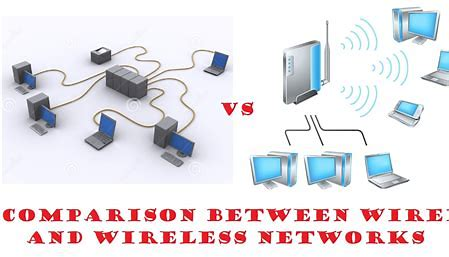 VS
COMPARISON BETWEEN WIRE
AND WIRELESS NETWORKS